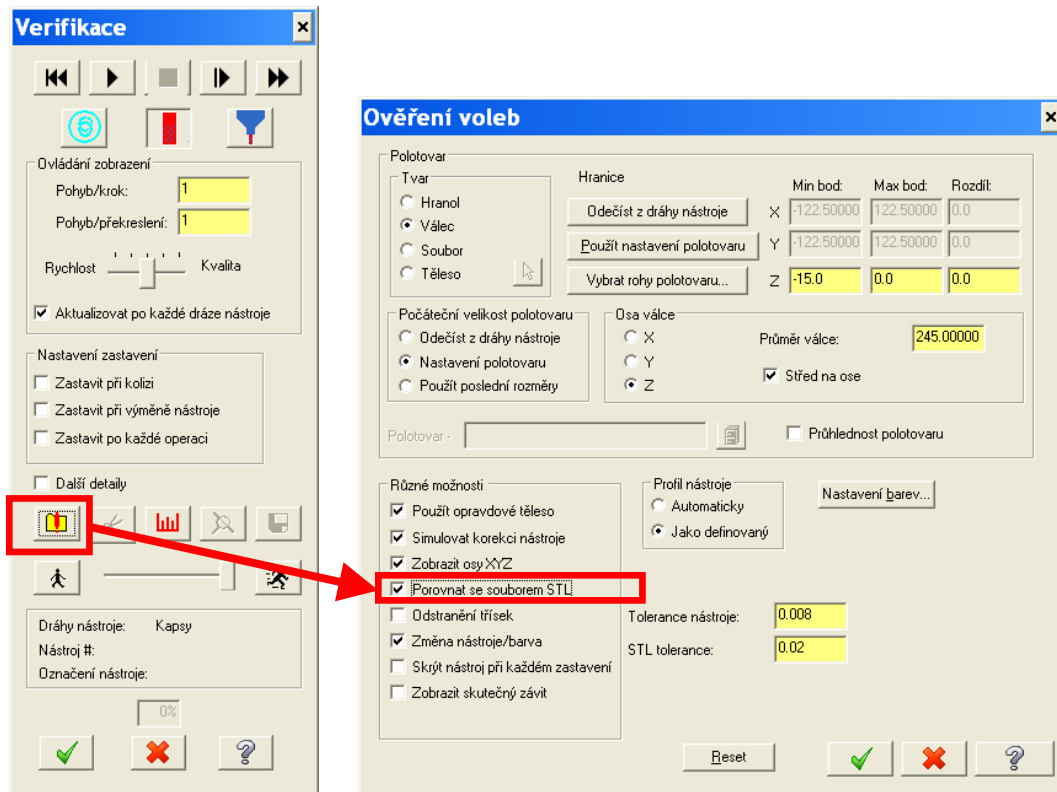 Verifikace
Ovládání zobrazení
Pohyb/krok: 1
Pohyb/překreslení: 1
Rychlost Kvalita
Aktualizovat po každé dráze nástroje
Nastavení zastavení
Zastavit při kolizi
Zastavit při výměně nástroje
Zastavit po každé operaci
Další detaily
Dráhy nástroje: Kapsy
Nástroj #:
Označení nástroje:
0%
Ověření voleb
Polotovar
Tvar
Hranol
Válec
Soubor
Těleso
Hranice
Odečíst z dráhy nástroje
Použít nastavení polotovaru
Vybrat rohy polotovaru...
Min bod: Max bod: Rozdíl:
X -122.50000 122.50000 0.0
Y -122.50000 122.50000 0.0
Z -15.0 0.0 0.0
Počáteční velikost polotovaru
Odečíst z dráhy nástroje
Nastavení polotovaru
Použít poslední rozměry
Osa válce
X
Y
Z
Průměr válce: 245.00000
Střed na ose
Polotovar -
Průhlednost polotovaru
Různé možnosti
Použít opravdové těleso
Simulovat korekci nástroje
Zobrazit osy XYZ
Porovnat se souborem STL
Odstranění třísek
Změna nástroje/barva
Skrýt nástroj při každém zastavení
Zobrazit skutečný závit
Profil nástroje
Automaticky
Jako definovaný
Nastavení barev...
Tolerance nástroje: 0.008
STL tolerance: 0.02
Reset